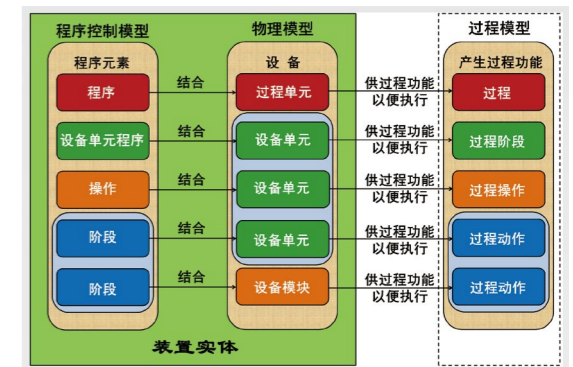 程序控制模型 物理模型 过程模型
程序元素 设 备 产生过程功能
程序 结合 过程单元 供过程功能 以便执行 过程
设备单元程序 结合 设备单元 供过程功能 以便执行 过程阶段
操作 结合 设备单元 供过程功能 以便执行 过程操作
阶段 结合 设备单元 供过程功能 以便执行 过程动作
阶段 结合 设备模块 供过程功能 以便执行 过程动作
装置实体